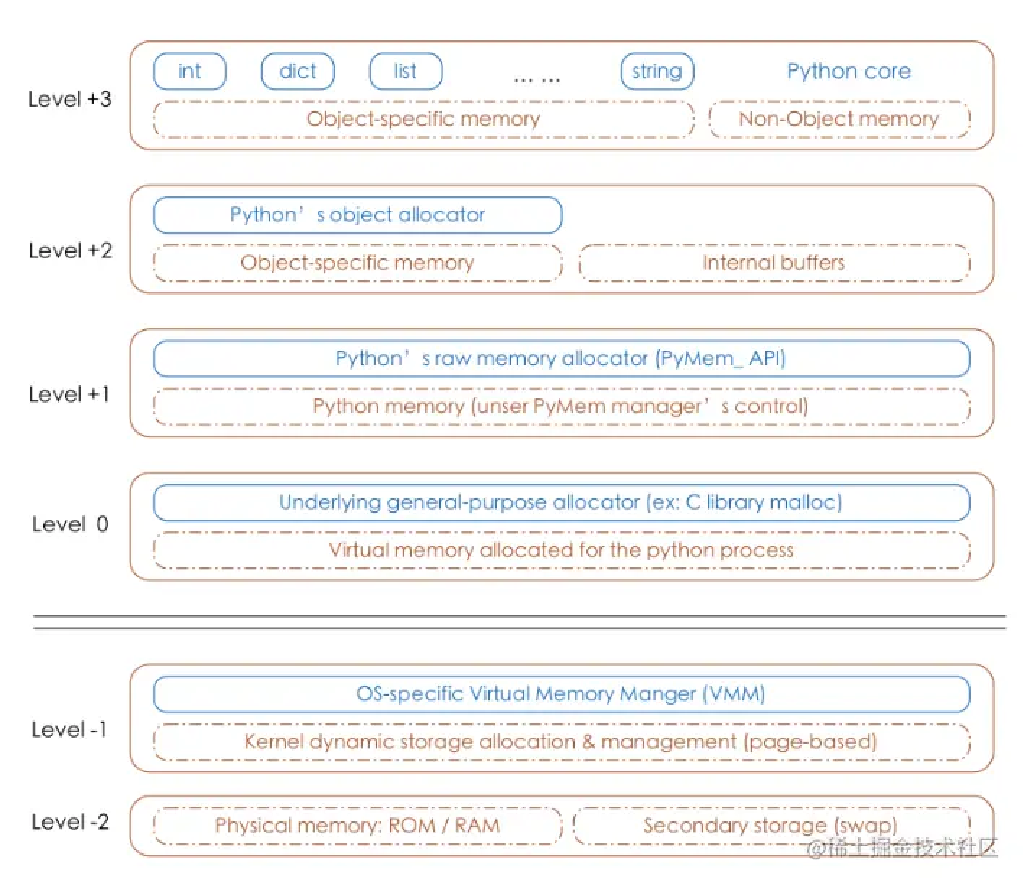 int dict list ... ... string Python core
Level +3
Object-specific memory Non-Object memory
Python’s object allocator
Level +2
Object-specific memory Internal buffers
Python’s raw memory allocator (PyMem_ API)
Level +1
Python memory (unser PyMem manager’s control)
Underlying general-purpose allocator (ex: C library malloc)
Level 0
Virtual memory allocated for the python process
OS-specific Virtual Memory Manger (VMM)
Level -1
Kernel dynamic storage allocation & management (page-based)
Level -2
Physical memory: ROM / RAM Secondary storage (swap)
@稀土掘金技术社区